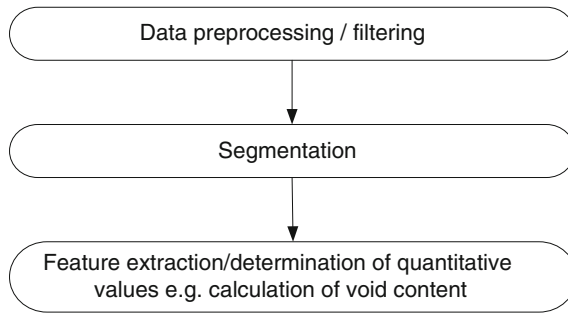 Data preprocessing / filtering
Segmentation
Feature extraction/determination of quantitative
values e.g. calculation of void content